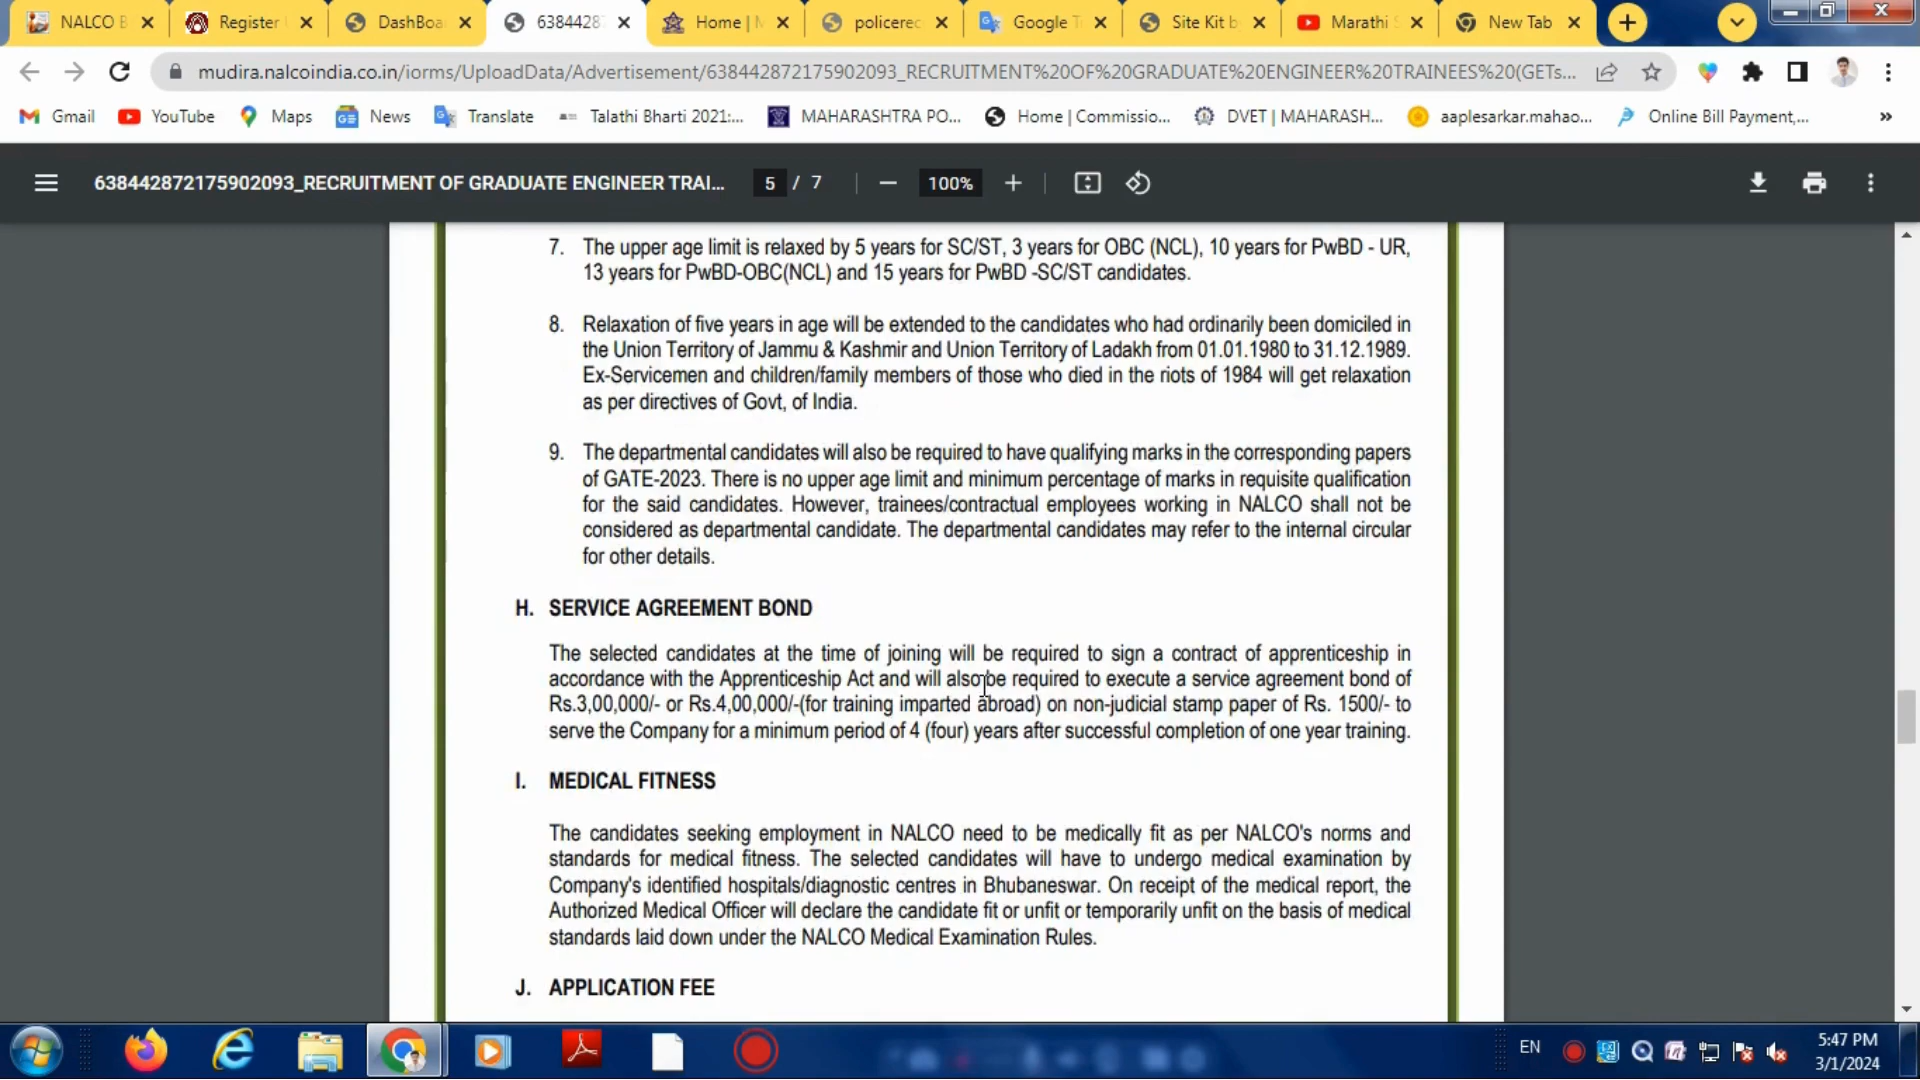 NALCO B
Register
DashBoa
6384428
Home | M
policerec
Google T
Site Kit b
Marathi S
New Tab
mudira.nalcoindia.co.in/iorms/UploadData/Advertisement/638442872175902093_RECRUITMENT%20OF%20GRADUATE%20ENGINEER%20TRAINEES%20(GETs...
Gmail
YouTube
Maps
News
Translate
Talathi Bharti 2021:...
MAHARASHTRA PO...
Home | Commissio...
DVET | MAHARASH...
aaplesarkar.mahao...
Online Bill Payment,...
»
638442872175902093_RECRUITMENT OF GRADUATE ENGINEER TRAI...
5 / 7
100%
7. The upper age limit is relaxed by 5 years for SC/ST, 3 years for OBC (NCL), 10 years for PwBD - UR,
13 years for PwBD-OBC(NCL) and 15 years for PwBD -SC/ST candidates.
8. Relaxation of five years in age will be extended to the candidates who had ordinarily been domiciled in
the Union Territory of Jammu & Kashmir and Union Territory of Ladakh from 01.01.1980 to 31.12.1989.
Ex-Servicemen and children/family members of those who died in the riots of 1984 will get relaxation
as per directives of Govt, of India.
9. The departmental candidates will also be required to have qualifying marks in the corresponding papers
of GATE-2023. There is no upper age limit and minimum percentage of marks in requisite qualification
for the said candidates. However, trainees/contractual employees working in NALCO shall not be
considered as departmental candidate. The departmental candidates may refer to the internal circular
for other details.
H. SERVICE AGREEMENT BOND
The selected candidates at the time of joining will be required to sign a contract of apprenticeship in
accordance with the Apprenticeship Act and will also be required to execute a service agreement bond of
Rs.3,00,000/- or Rs.4,00,000/-(for training imparted abroad) on non-judicial stamp paper of Rs. 1500/- to
serve the Company for a minimum period of 4 (four) years after successful completion of one year training.
I. MEDICAL FITNESS
The candidates seeking employment in NALCO need to be medically fit as per NALCO's norms and
standards for medical fitness. The selected candidates will have to undergo medical examination by
Company's identified hospitals/diagnostic centres in Bhubaneswar. On receipt of the medical report, the
Authorized Medical Officer will declare the candidate fit or unfit or temporarily unfit on the basis of medical
standards laid down under the NALCO Medical Examination Rules.
J. APPLICATION FEE
EN
5:47 PM
3/1/2024